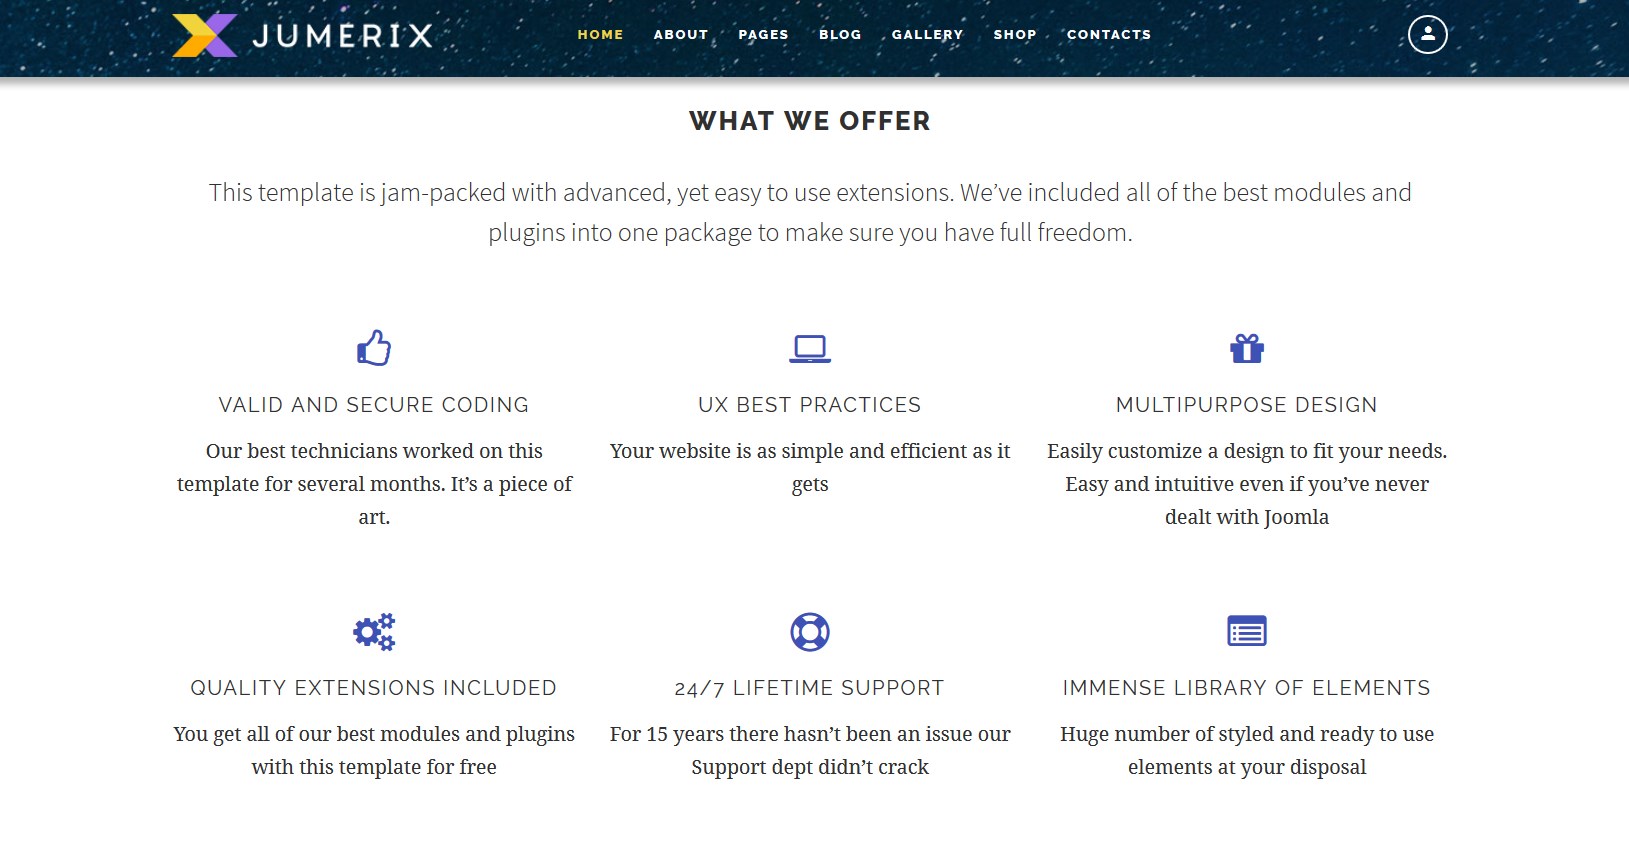 JUMERIX
HOME ABOUT PAGES BLOG GALLERY SHOP CONTACTS
WHAT WE OFFER
This template is jam-packed with advanced, yet easy to use extensions. We’ve included all of the best modules and
plugins into one package to make sure you have full freedom.
VALID AND SECURE CODING
Our best technicians worked on this
template for several months. It’s a piece of
art.
UX BEST PRACTICES
Your website is as simple and efficient as it
gets
MULTIPURPOSE DESIGN
Easily customize a design to fit your needs.
Easy and intuitive even if you’ve never
dealt with Joomla
QUALITY EXTENSIONS INCLUDED
You get all of our best modules and plugins
with this template for free
24/7 LIFETIME SUPPORT
For 15 years there hasn’t been an issue our
Support dept didn’t crack
IMMENSE LIBRARY OF ELEMENTS
Huge number of styled and ready to use
elements at your disposal